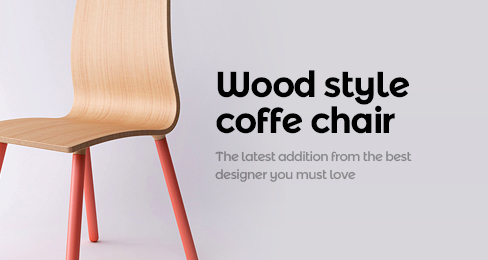 Wood style
coffe chair
The latest addition from the best
designer you must love